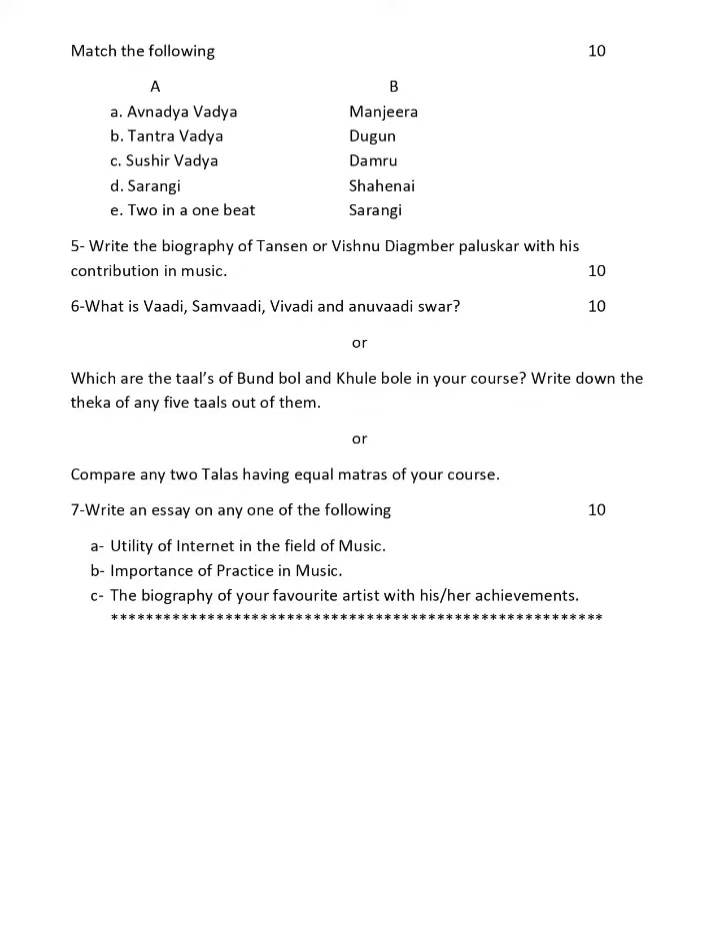 Match the following 10
A B
a. Avnadya Vadya Manjeera
b. Tantra Vadya Dugun
c. Sushir Vadya Damru
d. Sarangi Shahenai
e. Two in a one beat Sarangi
5- Write the biography of Tansen or Vishnu Diagmber paluskar with his
contribution in music. 10
6-What is Vaadi, Samvaadi, Vivadi and anuvaadi swar? 10
or
Which are the taal's of Bund bol and Khule bole in your course? Write down the
theka of any five taals out of them.
or
Compare any two Talas having equal matras of your course.
7-Write an essay on any one of the following 10
a- Utility of Internet in the field of Music.
b- Importance of Practice in Music.
c- The biography of your favourite artist with his/her achievements.
********************************************************